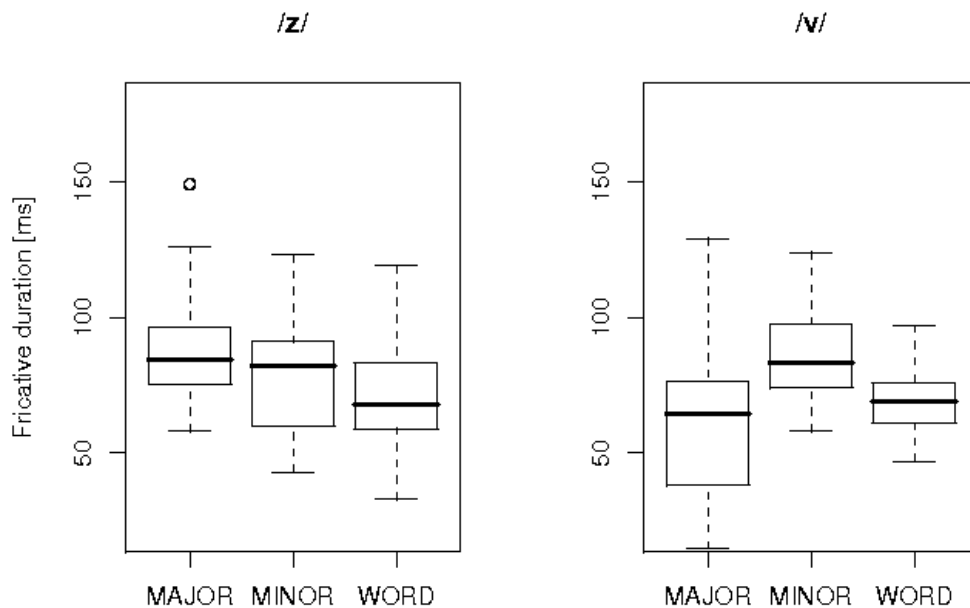 /z/
/v/
Fricative duration [ms]
150
100
50
MAJOR MINOR WORD
150
100
50
MAJOR MINOR WORD